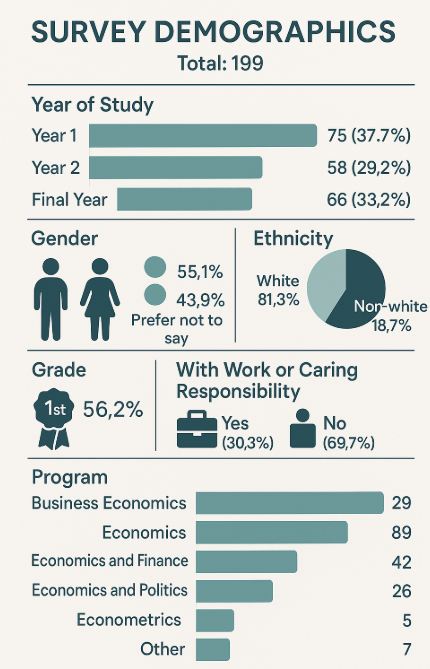 SURVEY DEMOGRAPHICS
Total: 199
Year of Study
Year 1 75 (37.7%)
Year 2 58 (29,2%)
Final Year 66 (33,2%)
Gender
55,1%
43,9%
Prefer not to
say
Ethnicity
White
81,3%
Non-white
18,7%
Grade
1st 56,2%
With Work or Caring
Responsibility
Yes
(30,3%)
No
(69,7%)
Program
Business Economics 29
Economics 89
Economics and Finance 42
Economics and Politics 26
Econometrics 5
Other 7